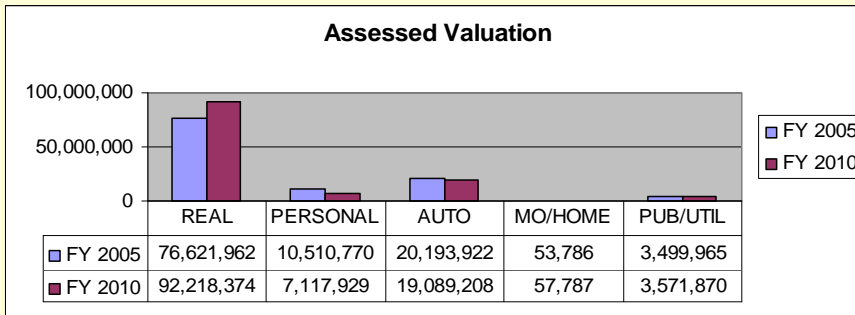 Assessed Valuation
100,000,000
50,000,000
0
FY 2005
FY 2010
REAL PERSONAL AUTO MO/HOME PUB/UTIL
FY 2005 76,621,962 10,510,770 20,193,922 53,786 3,499,965
FY 2010 92,218,374 7,117,929 19,089,208 57,787 3,571,870